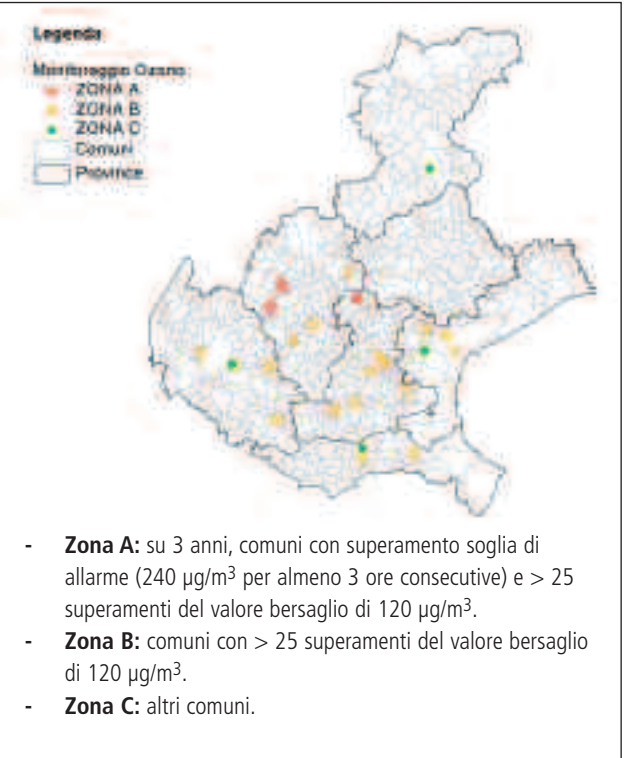 Legenda
Monitoraggio Ozono
ZONA A
ZONA B
ZONA C
Comuni
Province
- Zona A: su 3 anni, comuni con superamento soglia di
allarme (240 µg/m³ per almeno 3 ore consecutive) e > 25
superamenti del valore bersaglio di 120 µg/m³.
- Zona B: comuni con > 25 superamenti del valore bersaglio
di 120 µg/m³.
- Zona C: altri comuni.